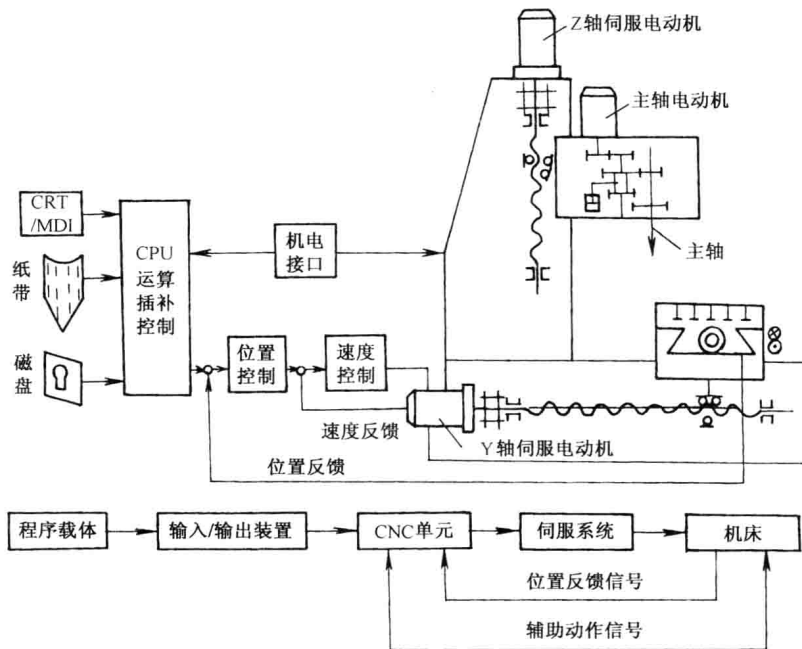 Z轴伺服电动机
主轴电动机
CRT
/MDI
纸
带
磁
盘
CPU
运算
插补
控制
机电
接口
主轴
位置
控制
速度
控制
速度反馈
Y轴伺服电动机
位置反馈
程序载体
输入/输出装置
CNC单元
伺服系统
机床
位置反馈信号
辅助动作信号